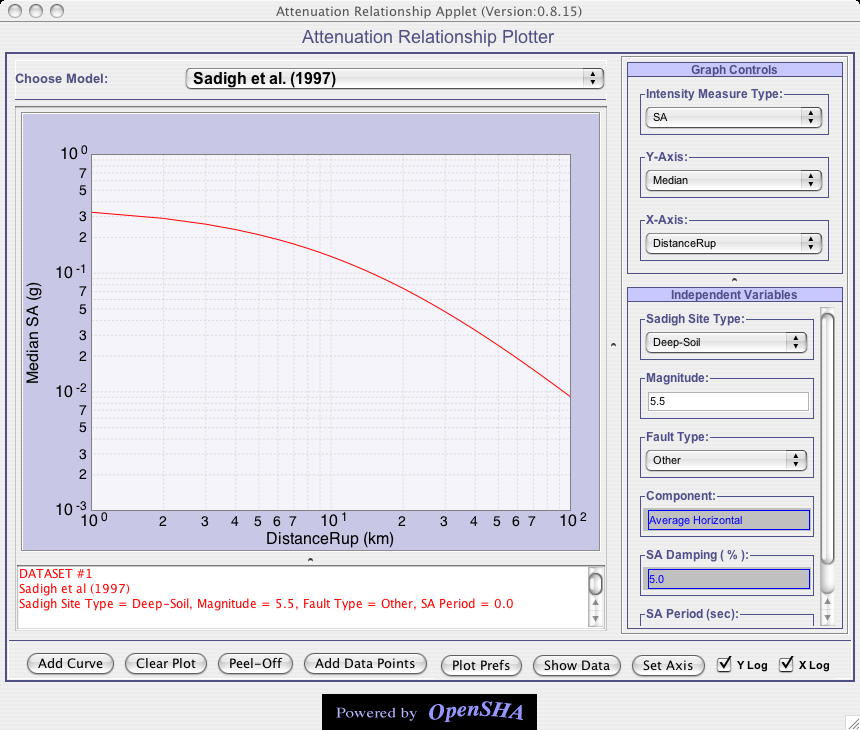 Attenuation Relationship Applet (Version:0.8.15)
Attenuation Relationship Plotter
Choose Model:
Sadigh et al. (1997)
10 0
7
5
3
2
10 -1
7
5
3
2
10 -2
7
5
3
2
10 -3
Median SA (g)
10 0 2 3 4 5 6 7 10 1 2 3 4 5 6 7 10 2
DistanceRup (km)
DATASET #1
Sadigh et al (1997)
Sadigh Site Type = Deep-Soil, Magnitude = 5.5, Fault Type = Other, SA Period = 0.0
Graph Controls
Intensity Measure Type:
SA
Y-Axis:
Median
X-Axis:
DistanceRup
Independent Variables
Sadigh Site Type:
Deep-Soil
Magnitude:
5.5
Fault Type:
Other
Component:
Average Horizontal
SA Damping ( % ):
5.0
SA Period (sec):
Add Curve Clear Plot Peel-Off Add Data Points Plot Prefs Show Data Set Axis Y Log X Log
Powered by OpenSHA